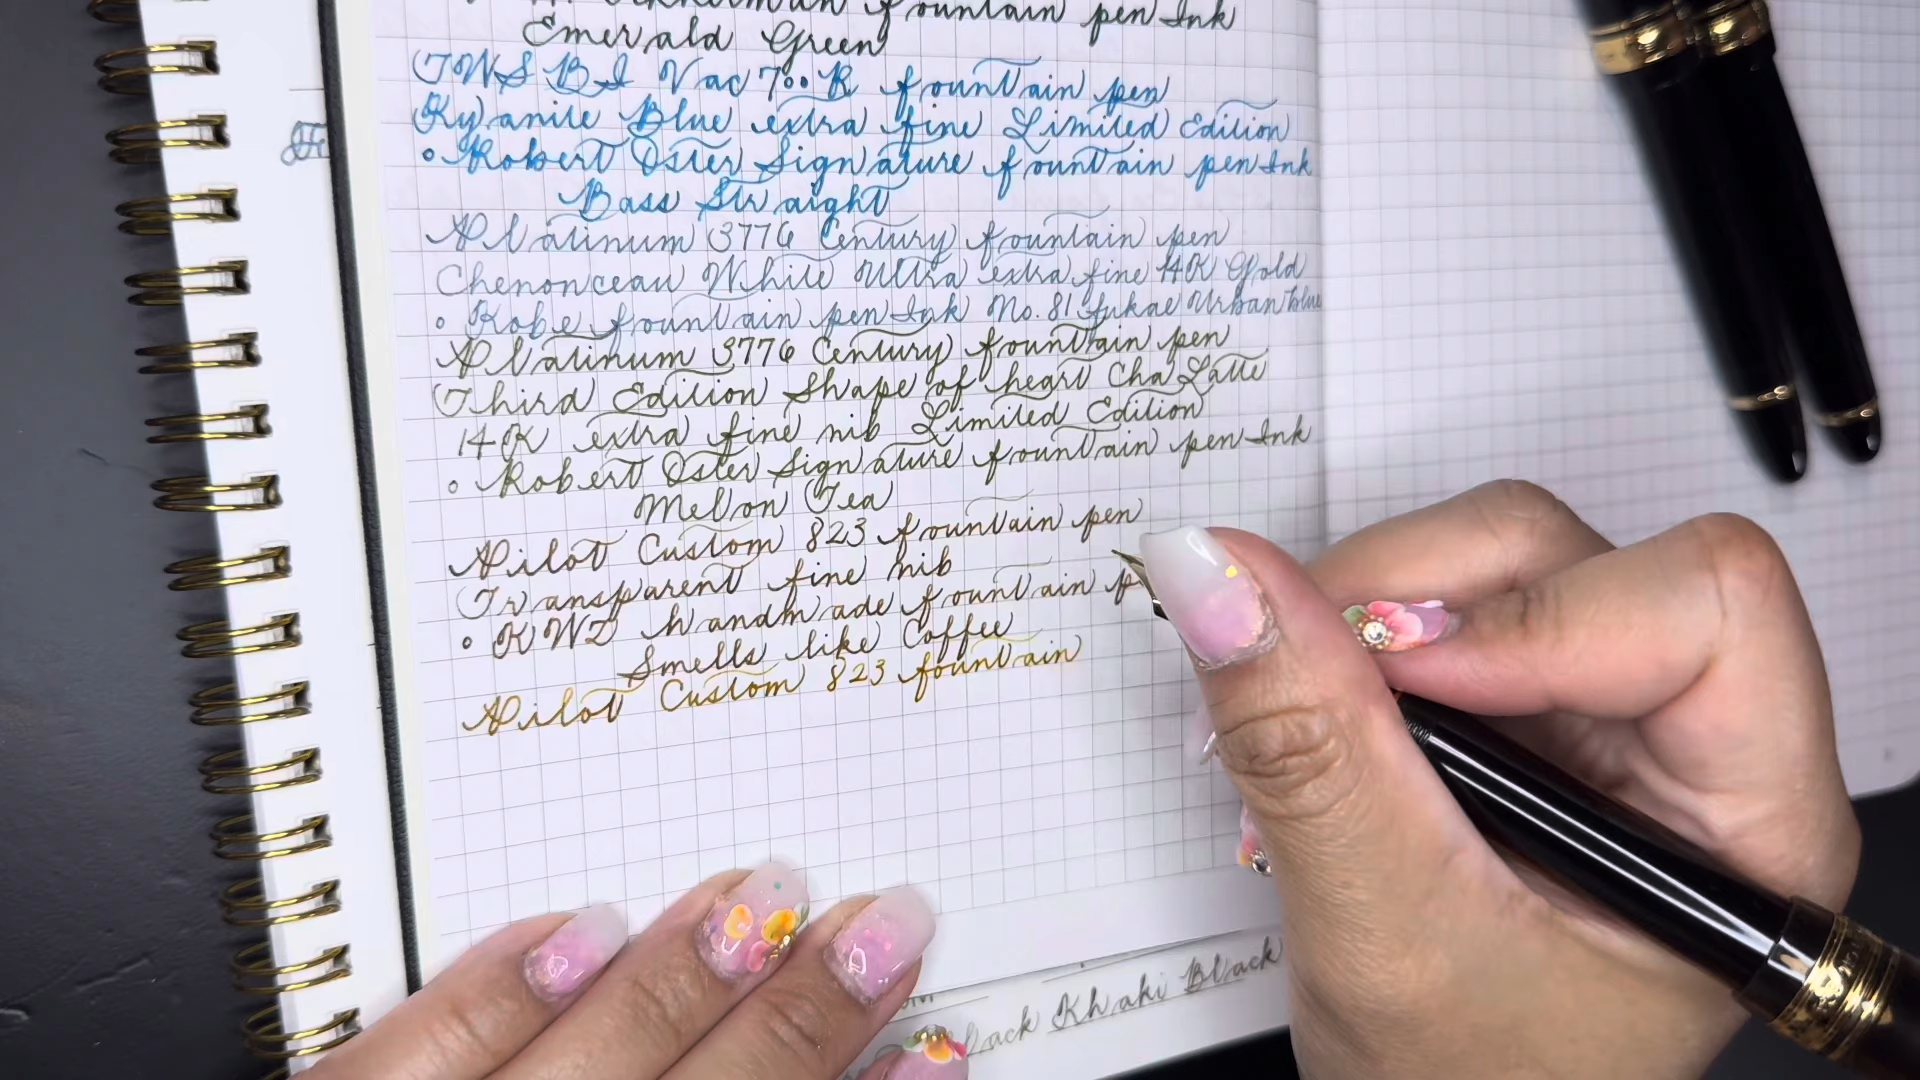 fountain pen Ink
Emerald Green
TWSBI Vac 700R fountain pen
Kyanite Blue extra fine Limited Edition
• Robert Oster Signature fountain pen Ink
Bass Straight
Platinum 3776 Century fountain pen
Chenonceau White Ultra extra fine 14K Gold
• Kobe fountain pen Ink No. 81 Fukae Urban blue
Platinum 3776 Century fountain pen
Third Edition Shape of heart Cha Latte
14K extra fine nib Limited Edition
• Robert Oster Signature fountain pen Ink
Melon Tea
Pilot Custom 823 fountain pen
Transparent fine nib
• KWZ handmade fountain p
Smells like Coffee
Pilot Custom 823 fountain
Khaki Black